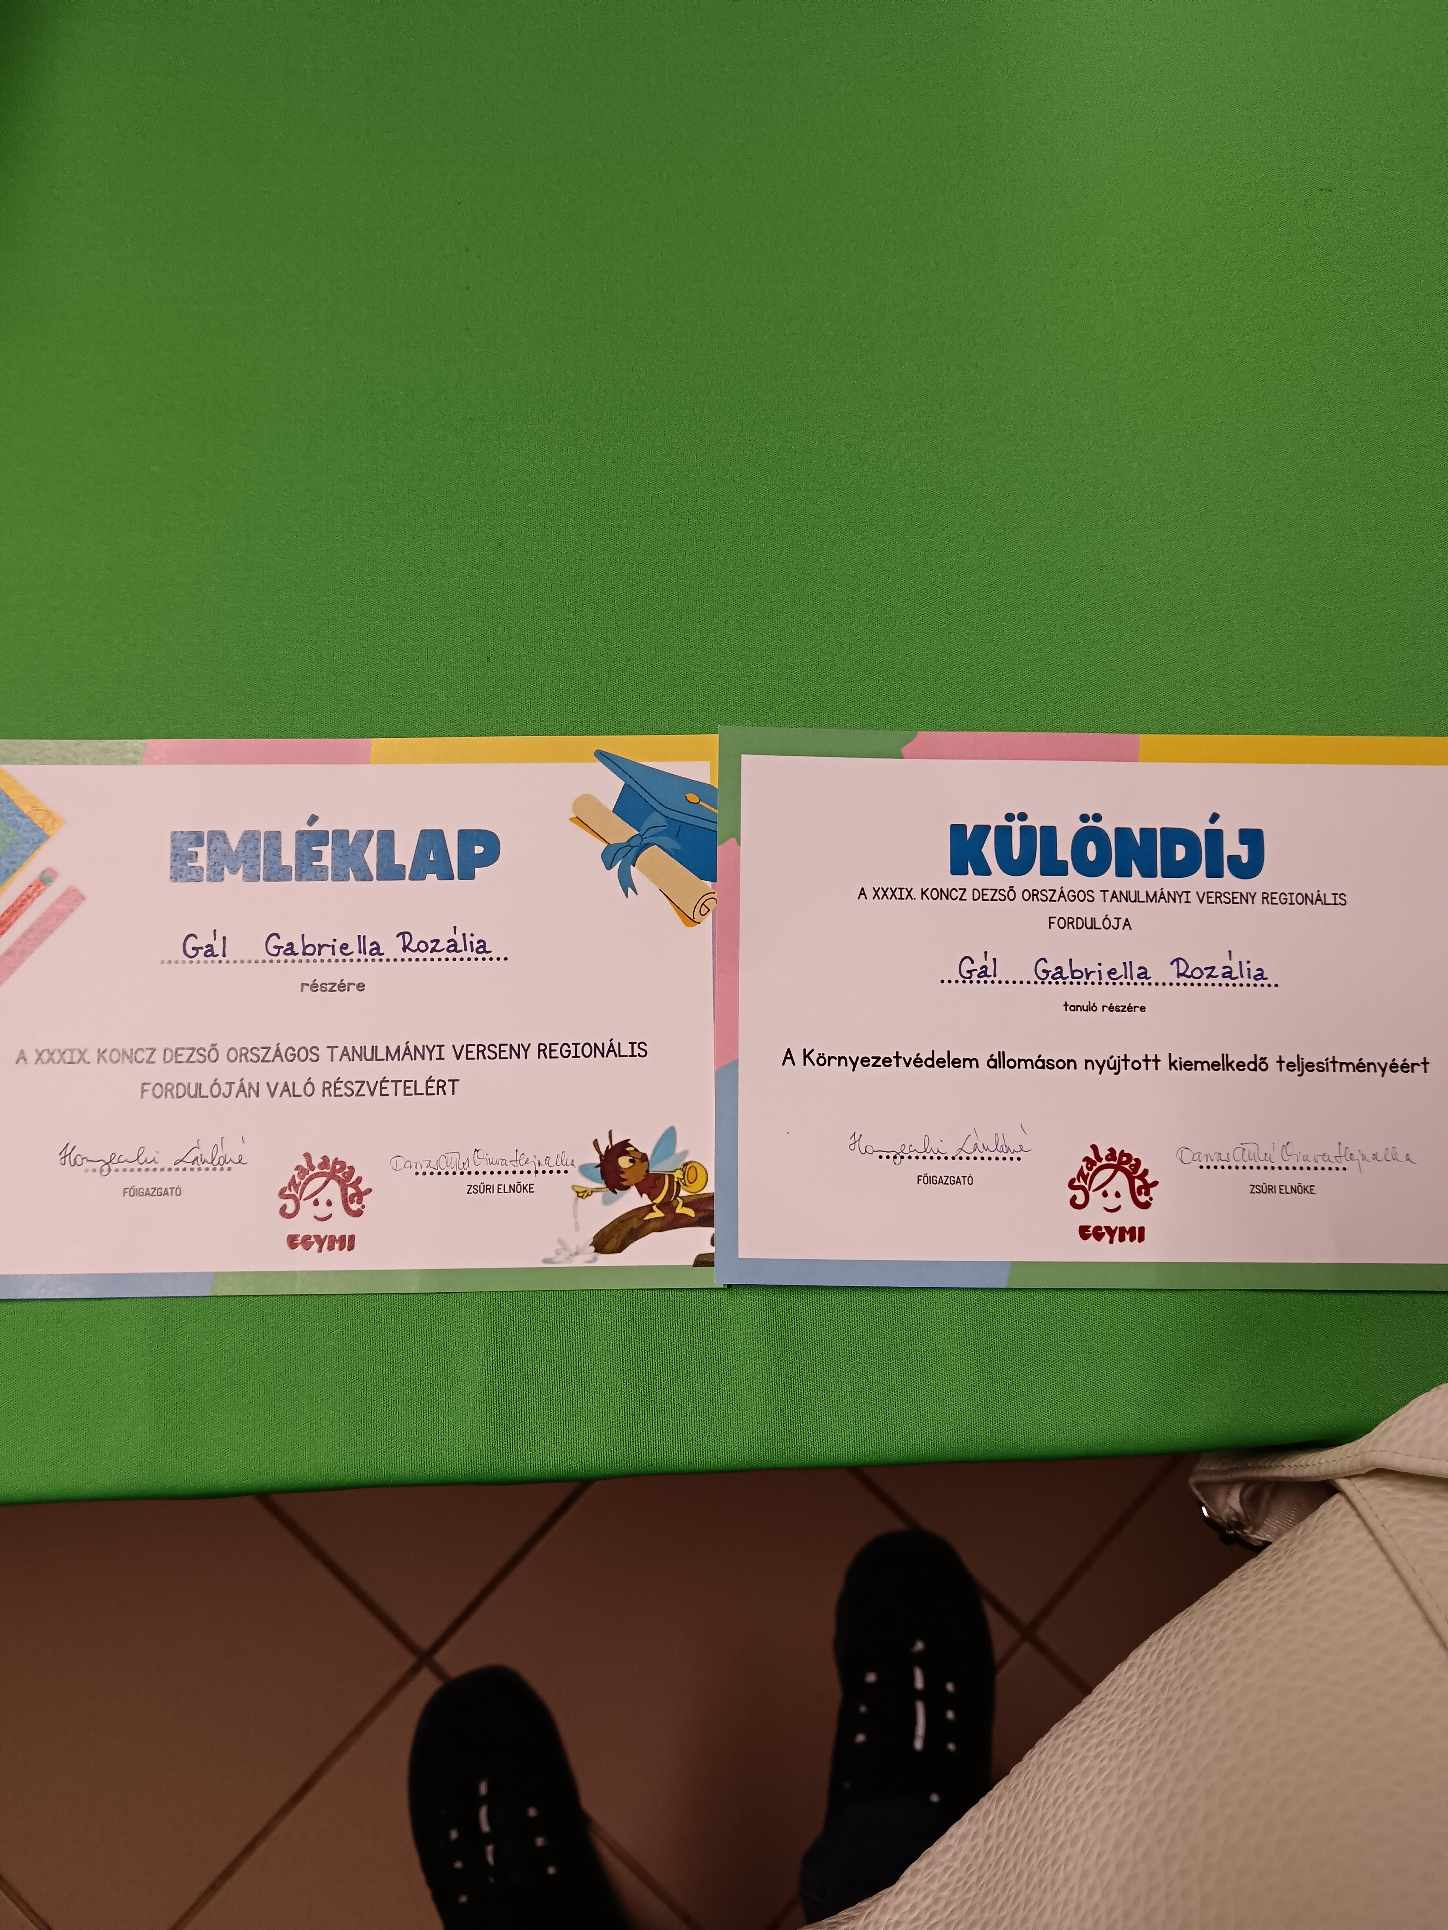 EMLÉKLAP
Gál Gabriella Rozália
részére
A XXXIX. KONCZ DEZSŐ ORSZÁGOS TANULMÁNYI VERSENY REGIONÁLIS
FORDULÓJÁN VALÓ RÉSZVÉTELÉRT
FŐIGAZGATÓ
Szalapart
EGYMI
ZSŰRI ELNÖKE
KÜLÖNDÍJ
A XXXIX. KONCZ DEZSŐ ORSZÁGOS TANULMÁNYI VERSENY REGIONÁLIS
FORDULÓJA
Gál Gabriella Rozália
tanuló részére
A Környezetvédelem állomáson nyújtott kiemelkedő teljesítményéért
FŐIGAZGATÓ
Szalapart
EGYMI
ZSŰRI ELNÖKE